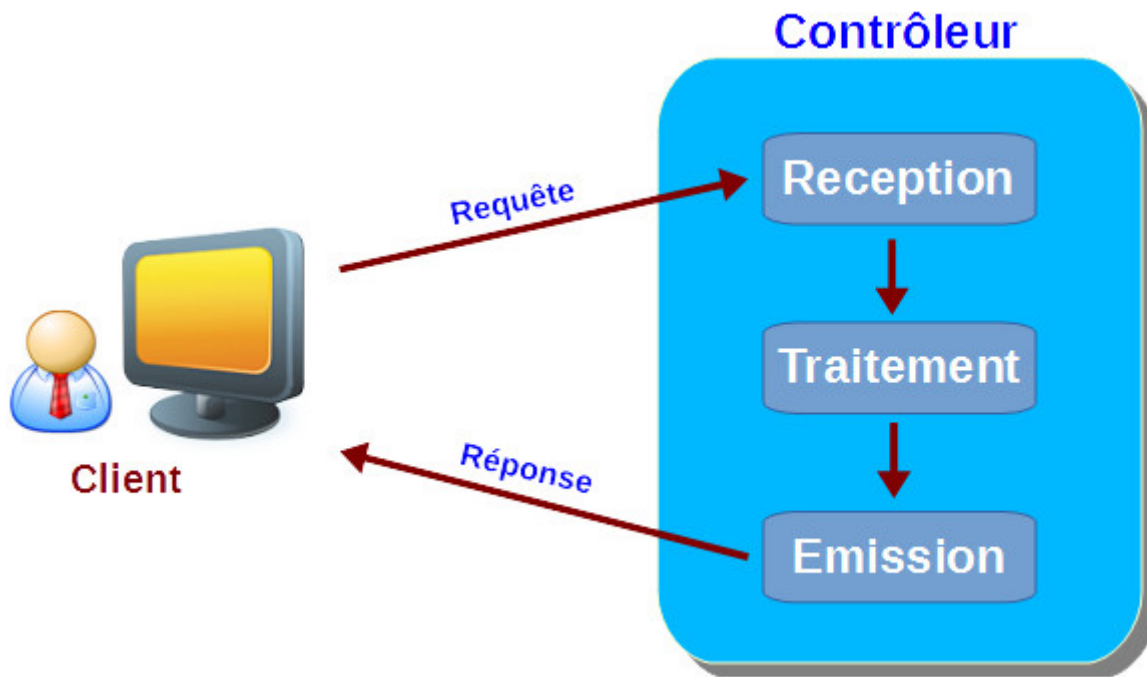 Contrôleur
Reception
Requête
Traitement
Réponse
Client
Emission